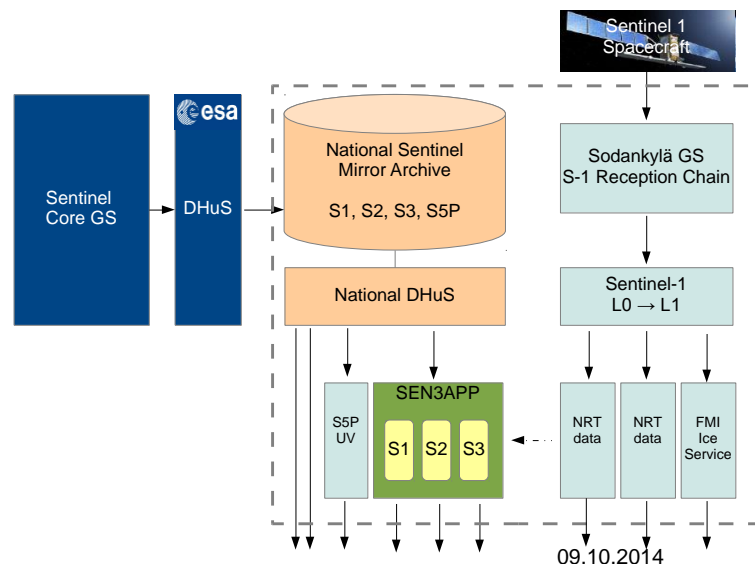 Sentinel 1
Spacecraft
esa
National Sentinel
Mirror Archive
S1, S2, S3, S5P
Sodankylä GS
S-1 Reception Chain
Sentinel
Core GS
DHuS
National DHuS
Sentinel-1
L0 → L1
SEN3APP
S5P
UV
S1
S2
S3
NRT
data
NRT
data
FMI
Ice
Service
09.10.2014